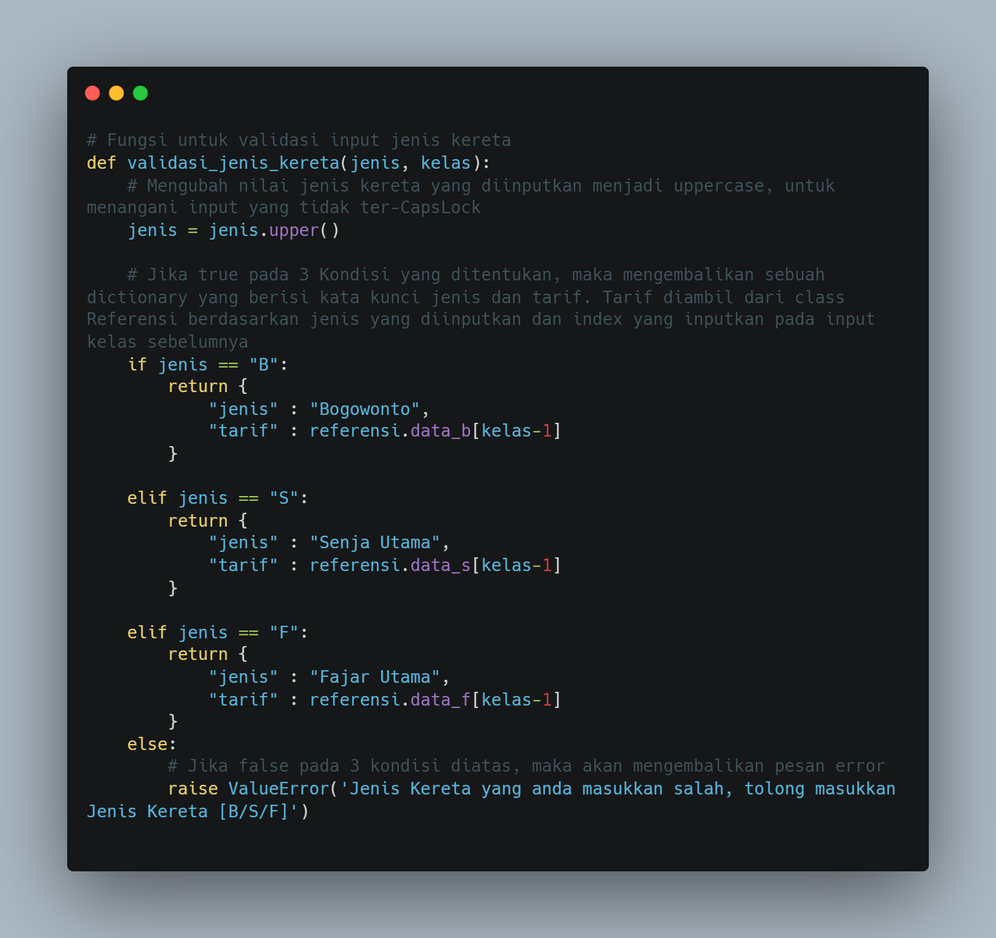 # Fungsi untuk validasi input jenis kereta
def validasi_jenis_kereta(jenis, kelas):
    # Mengubah nilai jenis kereta yang diinputkan menjadi uppercase, untuk
menangani input yang tidak ter-CapsLock
    jenis = jenis.upper()

    # Jika true pada 3 Kondisi yang ditentukan, maka mengembalikan sebuah
dictionary yang berisi kata kunci jenis dan tarif. Tarif diambil dari class
Referensi berdasarkan jenis yang diinputkan dan index yang inputkan pada input
kelas sebelumnya
    if jenis == "B":
        return {
            "jenis" : "Bogowonto",
            "tarif" : referensi.data_b[kelas-1]
        }

    elif jenis == "S":
        return {
            "jenis" : "Senja Utama",
            "tarif" : referensi.data_s[kelas-1]
        }

    elif jenis == "F":
        return {
            "jenis" : "Fajar Utama",
            "tarif" : referensi.data_f[kelas-1]
        }
    else:
        # Jika false pada 3 kondisi diatas, maka akan mengembalikan pesan error
        raise ValueError('Jenis Kereta yang anda masukkan salah, tolong masukkan
Jenis Kereta [B/S/F]')